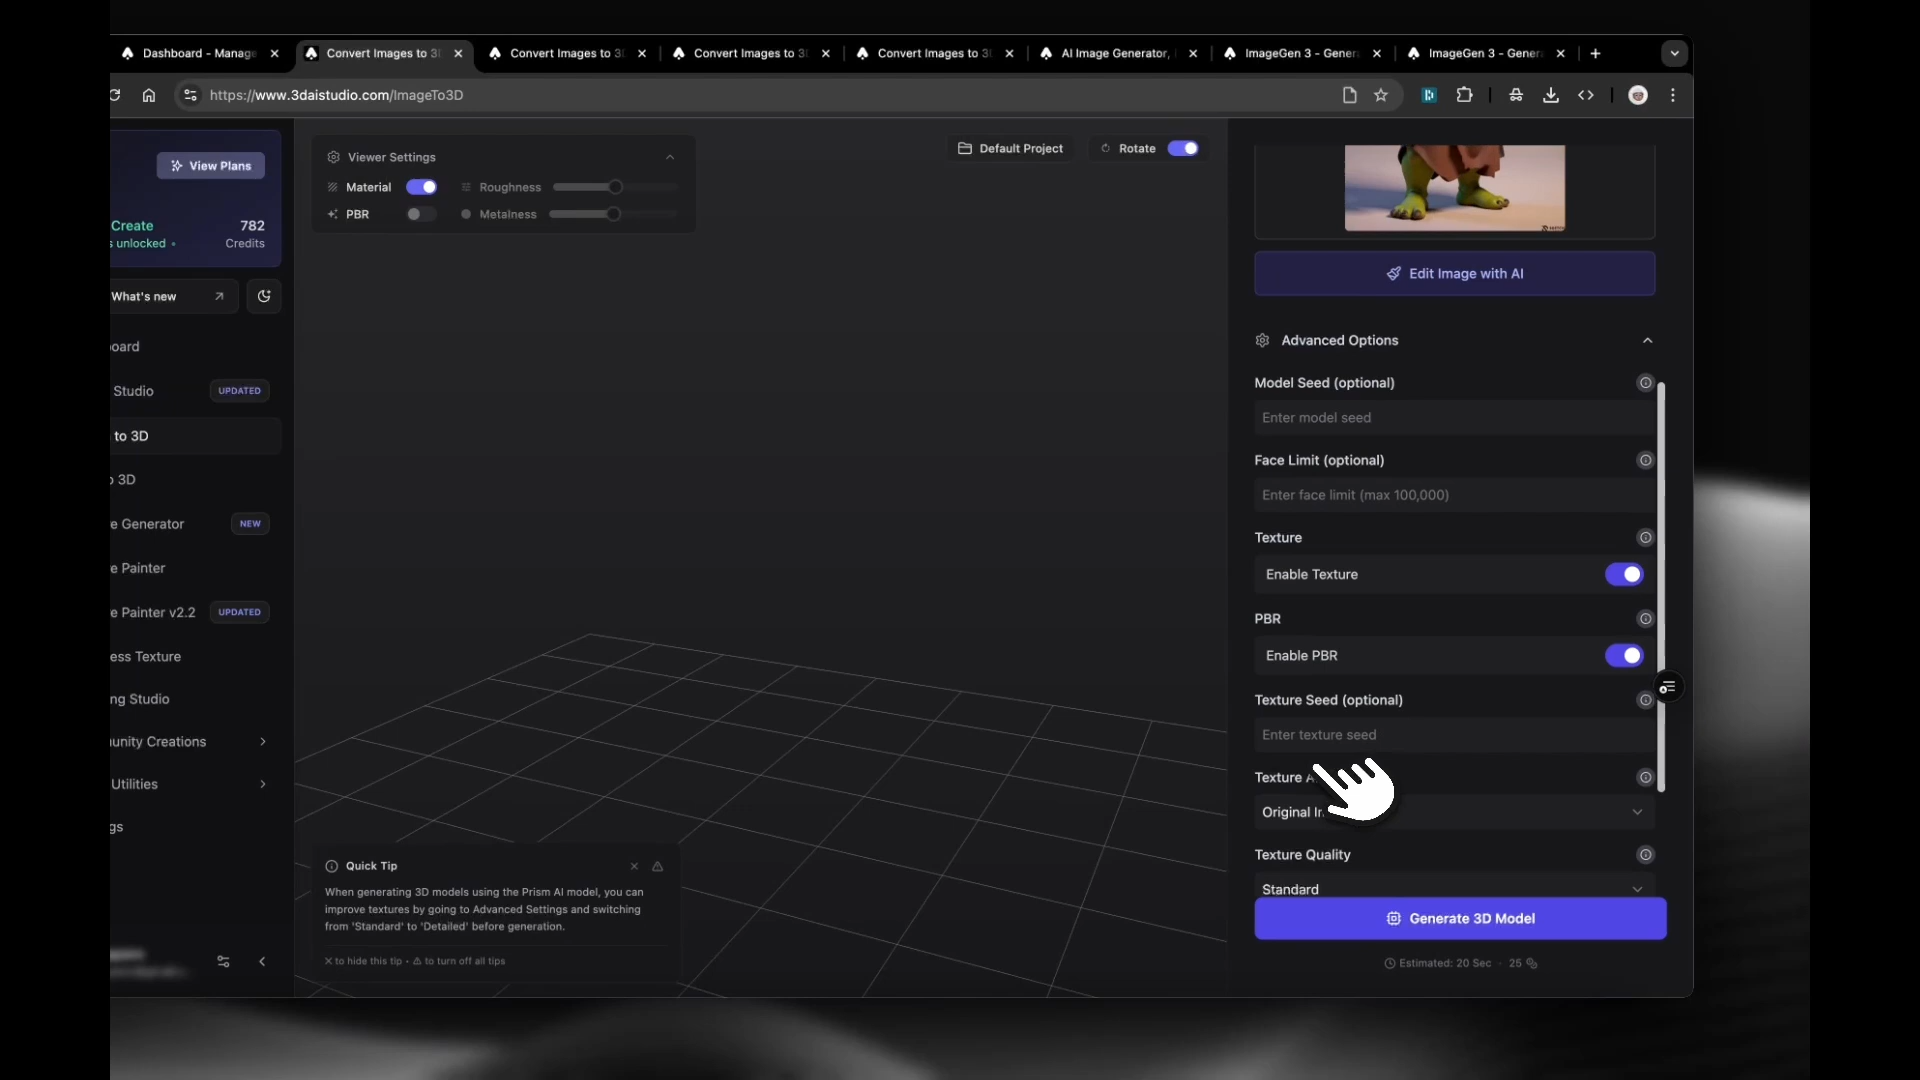 Dashboard - Manage
Convert Images to 3D
Convert Images to 3D
Convert Images to 3D
Convert Images to 3D
AI Image Generator,
ImageGen 3 - Gener
ImageGen 3 - Gener
https://www.3daistudio.com/ImageTo3D
View Plans
Create
782
s unlocked •
Credits
What's new
board
Studio
UPDATED
to 3D
o 3D
e Generator
NEW
e Painter
e Painter v2.2
UPDATED
ess Texture
ng Studio
unity Creations
Utilities
gs
Viewer Settings
Material
Roughness
PBR
Metalness
Default Project
Rotate
Quick Tip
When generating 3D models using the Prism AI model, you can
improve textures by going to Advanced Settings and switching
from 'Standard' to 'Detailed' before generation.
X to hide this tip • ⚠ to turn off all tips
Edit Image with AI
Advanced Options
Model Seed (optional)
Enter model seed
Face Limit (optional)
Enter face limit (max 100,000)
Texture
Enable Texture
PBR
Enable PBR
Texture Seed (optional)
Enter texture seed
Texture A
Original
Texture Quality
Standard
Generate 3D Model
Estimated: 20 Sec · 25